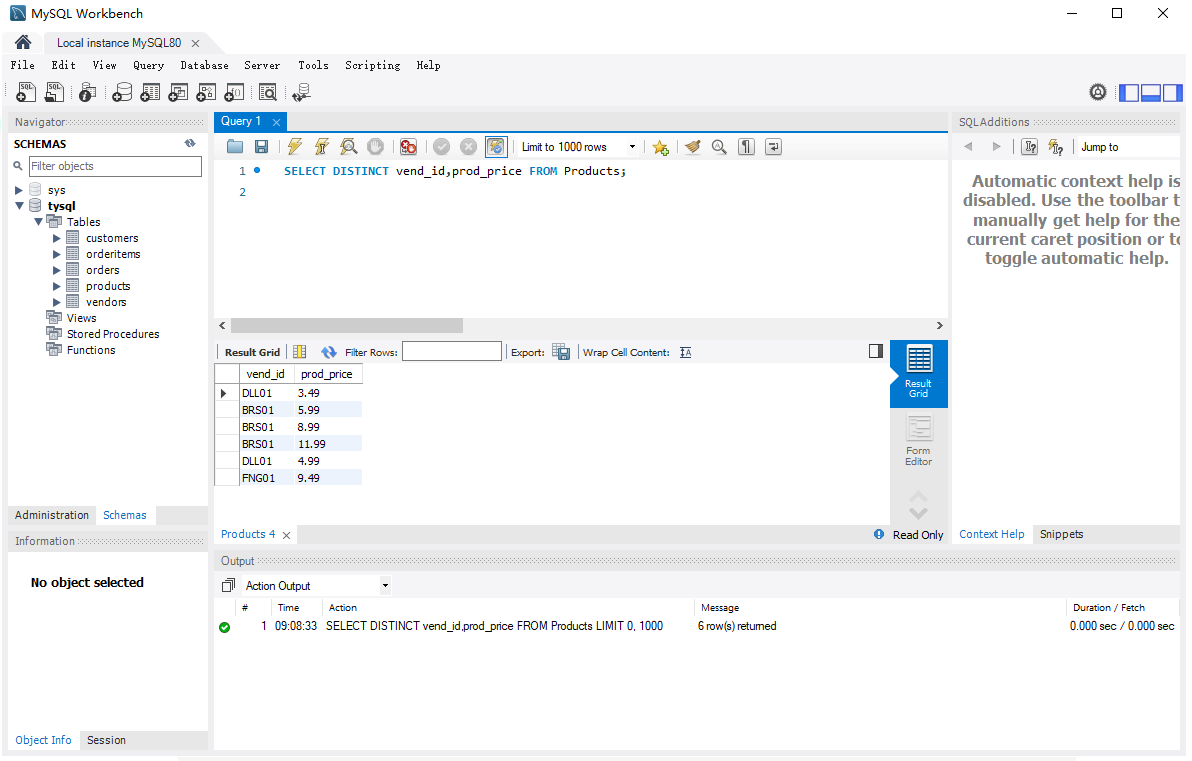 MySQL Workbench
Local instance MySQL80
File Edit View Query Database Server Tools Scripting Help
Navigator
SCHEMAS
Filter objects
sys
tysql
Tables
customers
orderitems
orders
products
vendors
Views
Stored Procedures
Functions
Administration Schemas
Information
No object selected
Object Info Session
Query 1
Limit to 1000 rows
1 SELECT DISTINCT vend_id,prod_price FROM Products;
2
Result Grid Filter Rows: Export: Wrap Cell Content:
vend_id prod_price
DLL01 3.49
BRS01 5.99
BRS01 8.99
BRS01 11.99
DLL01 4.99
FNG01 9.49
Result
Grid
Form
Editor
Products 4
Read Only
Output
Action Output
# Time Action Message Duration / Fetch
1 09:08:33 SELECT DISTINCT vend_id,prod_price FROM Products LIMIT 0, 1000 6 row(s) returned 0.000 sec / 0.000 sec
SQLAdditions
Jump to
Automatic context help is
disabled. Use the toolbar t
manually get help for the
current caret position or to
toggle automatic help.
Context Help Snippets